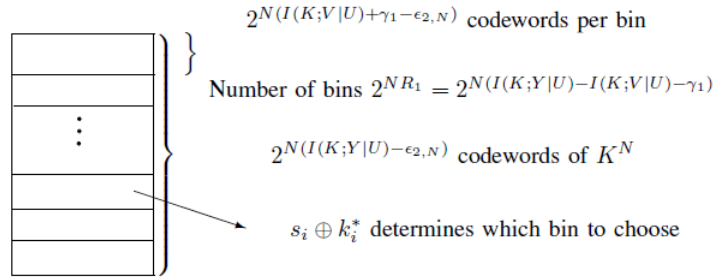 2^{N(I(K;V|U)+γ_1−ϵ_{2,N})} codewords per bin
Number of bins 2^{NR_1} = 2^{N(I(K;Y|U)−I(K;V|U)−γ_1)}
2^{N(I(K;Y|U)−ϵ_{2,N})} codewords of K^N
s_i ⊕ k_i^* determines which bin to choose